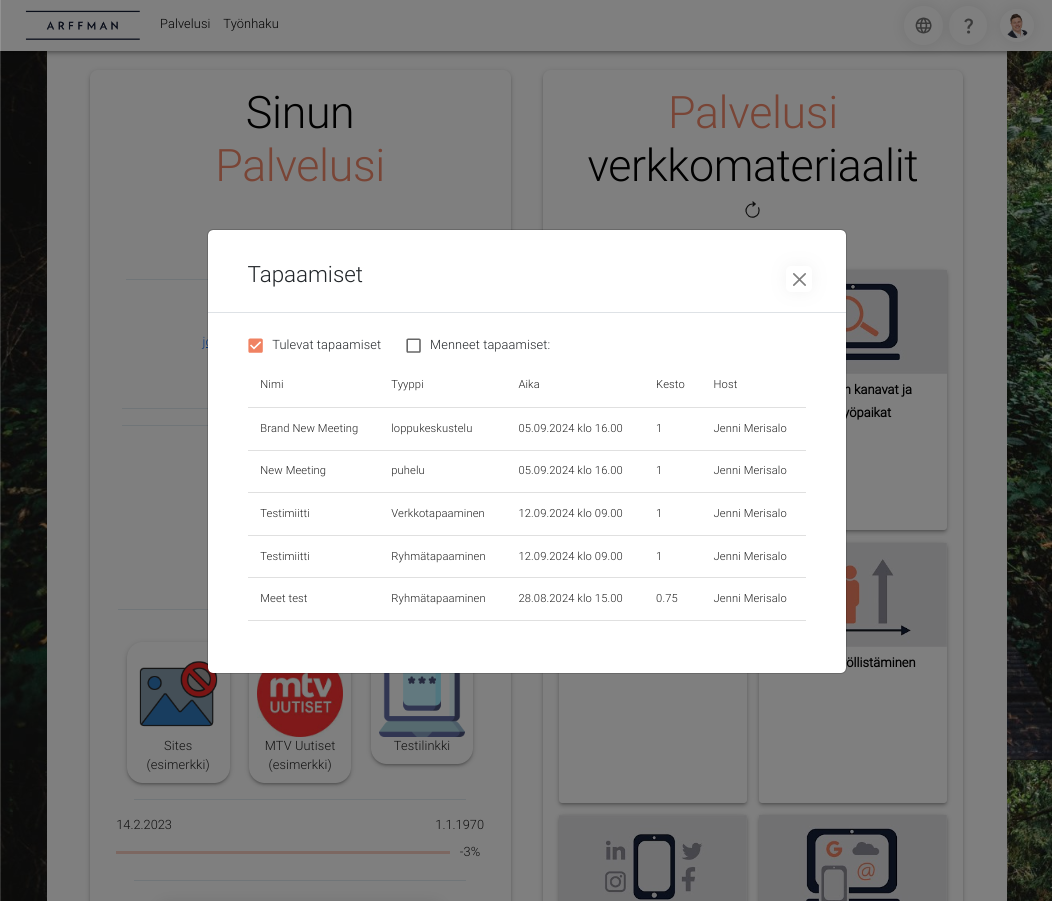 ARFFMAN Palvelusi Työnhaku ?
Sinun
Palvelusi
Palvelusi
verkkomateriaalit
Tapaamiset
Tulevat tapaamiset Menneet tapaamiset:
Nimi Tyyppi Aika Kesto Host
Brand New Meeting loppukeskustelu 05.09.2024 klo 16.00 1 Jenni Merisalo
New Meeting puhelu 05.09.2024 klo 16.00 1 Jenni Merisalo
Testimiitti Verkkotapaaminen 12.09.2024 klo 09.00 1 Jenni Merisalo
Testimiitti Ryhmätapaaminen 12.09.2024 klo 09.00 1 Jenni Merisalo
Meet test Ryhmätapaaminen 28.08.2024 klo 15.00 0.75 Jenni Merisalo
n kanavat ja
yöpaikat
öllistäminen
mtv
UUTISET
Sites
(esimerkki)
MTV Uutiset
(esimerkki)
Testilinkki
14.2.2023 1.1.1970
-3%
in
G
@